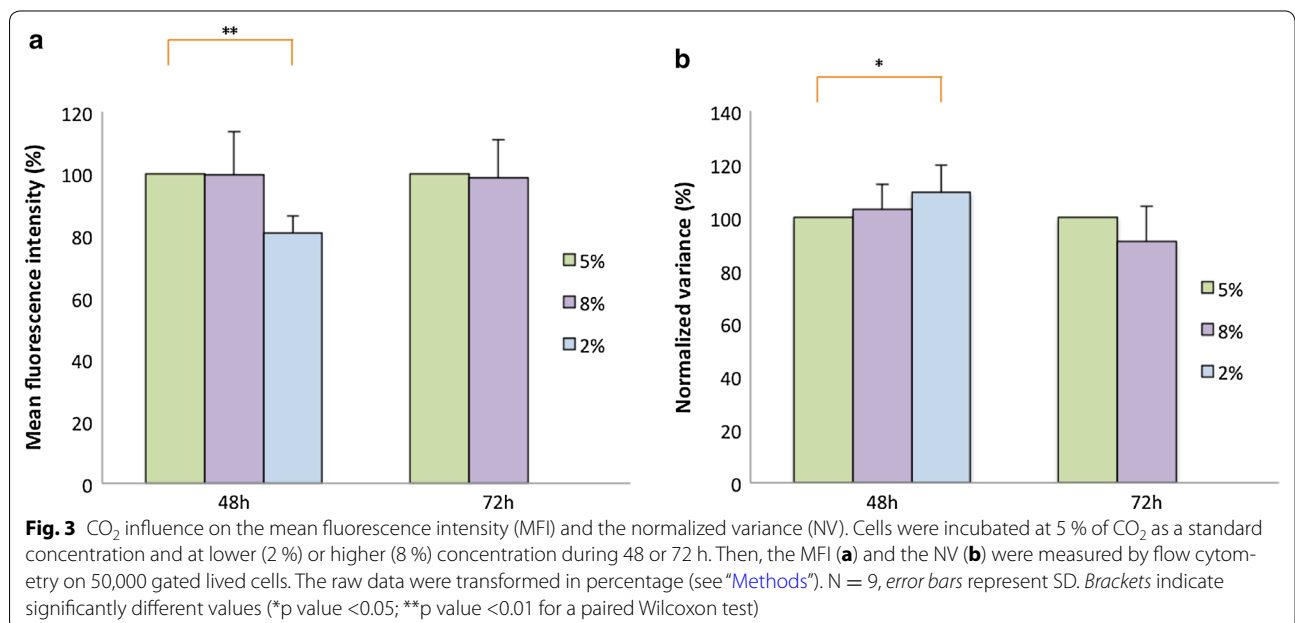 a
**
Mean fluorescence intensity (%)
120
100
80
60
40
20
0
48h
72h
5%
8%
2%
b
*
Normalized variance (%)
140
120
100
80
60
40
20
0
48h
72h
5%
8%
2%
Fig. 3 CO2 influence on the mean fluorescence intensity (MFI) and the normalized variance (NV). Cells were incubated at 5 % of CO2 as a standard
concentration and at lower (2 %) or higher (8 %) concentration during 48 or 72 h. Then, the MFI (a) and the NV (b) were measured by flow cytom-
etry on 50,000 gated lived cells. The raw data were transformed in percentage (see “Methods”). N = 9, error bars represent SD. Brackets indicate
significantly different values (*p value <0.05; **p value <0.01 for a paired Wilcoxon test)